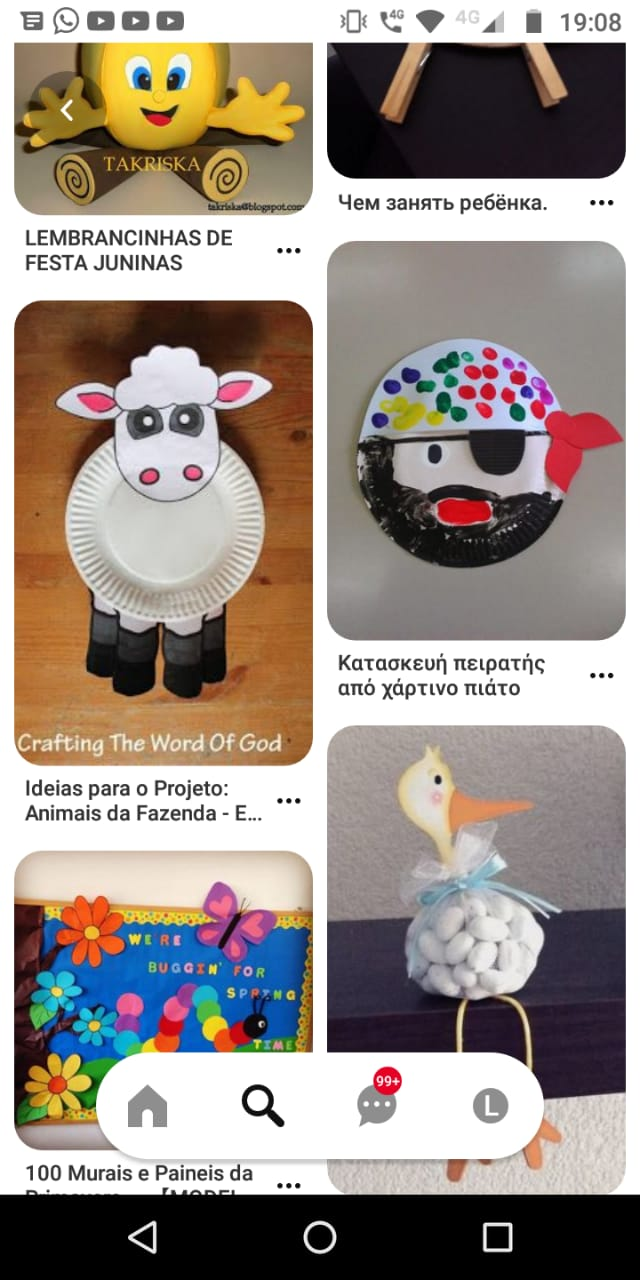 4G
4G
19:08
TAKRISKA
takriska@blogspot.com
LEMBRANCINHAS DE
FESTA JUNINAS
Чем занять ребёнка.
Crafting The Word Of God
Ideias para o Projeto:
Animais da Fazenda - E...
Κατασκευή πειρατής
από χάρτινο πιάτο
WE'RE
BUGGIN' FOR
SPRING
TIME
100 Murais e Paineis da
99+
L